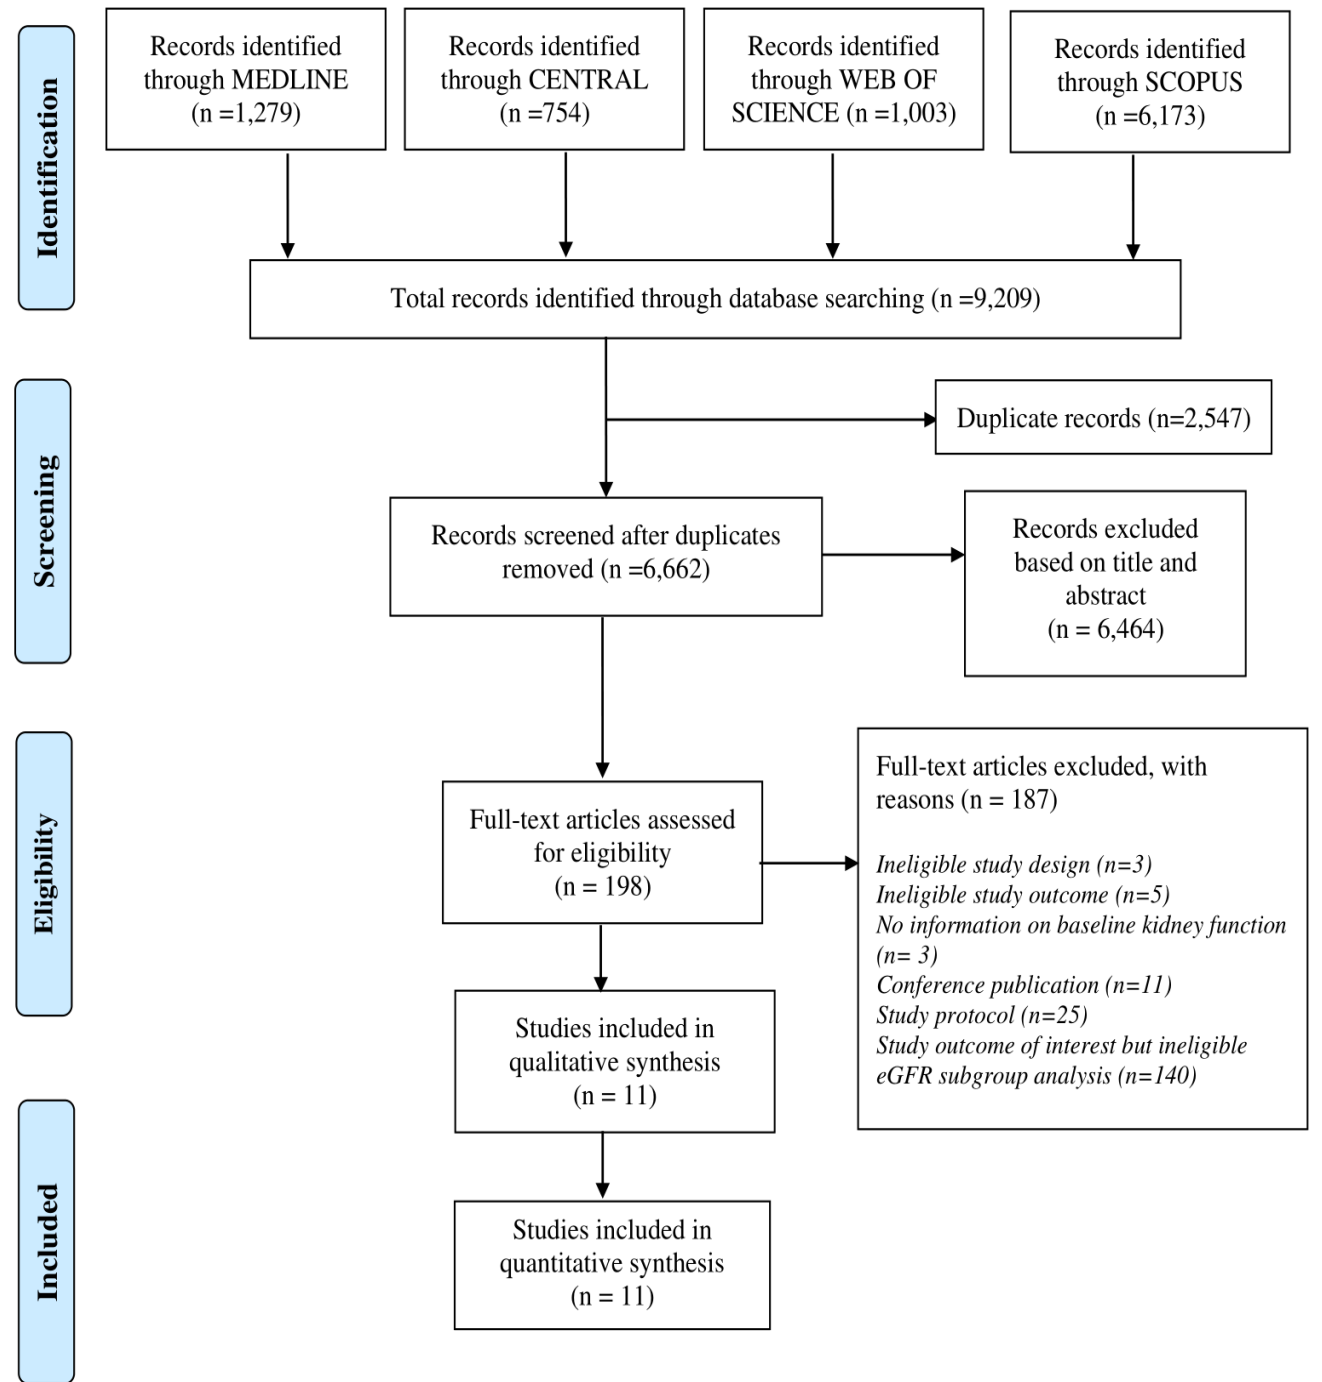 Identification
Records identified
through MEDLINE
(n =1,279)
Records identified
through CENTRAL
(n =754)
Records identified
through WEB OF
SCIENCE (n =1,003)
Records identified
through SCOPUS
(n =6,173)
Total records identified through database searching (n =9,209)
Screening
Duplicate records (n=2,547)
Records screened after duplicates
removed (n =6,662)
Records excluded
based on title and
abstract
(n = 6,464)
Eligibility
Full-text articles assessed
for eligibility
(n = 198)
Full-text articles excluded, with
reasons (n = 187)
Ineligible study design (n=3)
Ineligible study outcome (n=5)
No information on baseline kidney function
(n= 3)
Conference publication (n=11)
Study protocol (n=25)
Study outcome of interest but ineligible
eGFR subgroup analysis (n=140)
Studies included in
qualitative synthesis
(n = 11)
Included
Studies included in
quantitative synthesis
(n = 11)